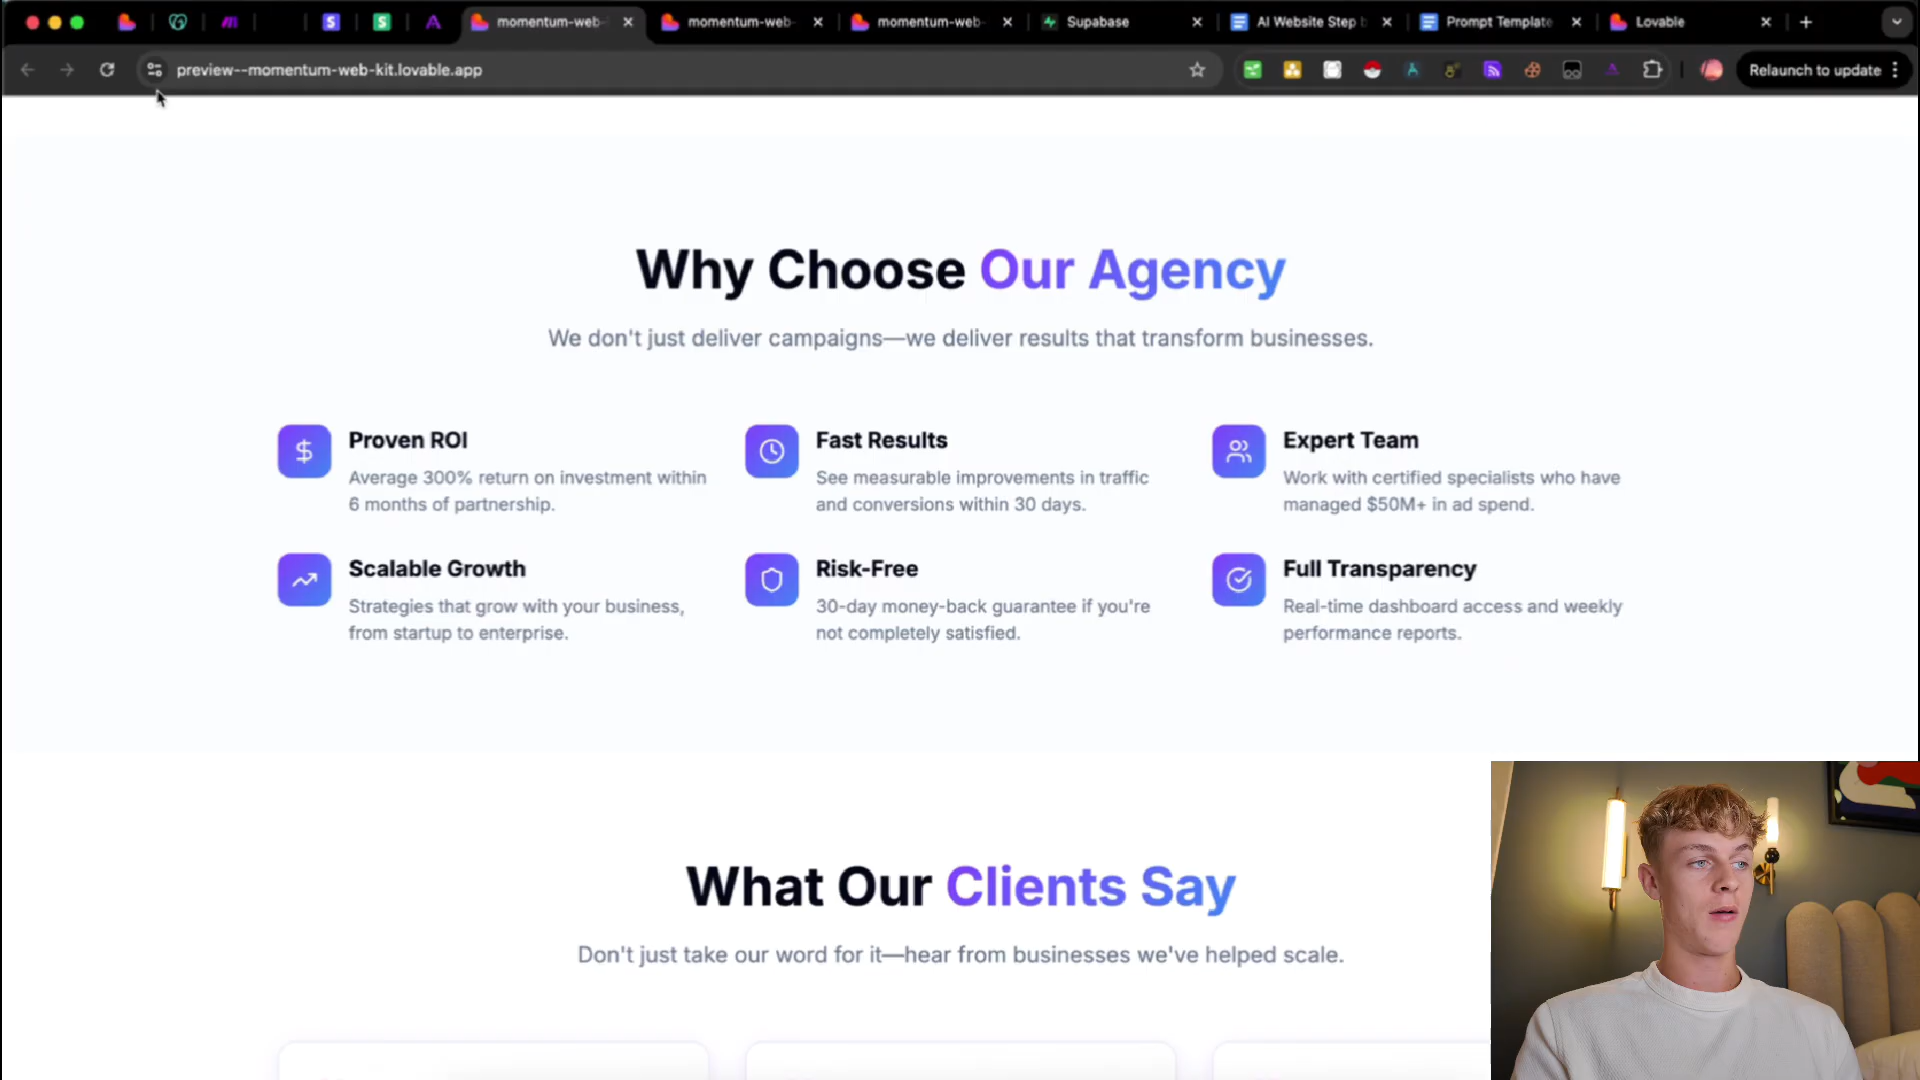 momentum-web-
momentum-web-
momentum-web-
Supabase
AI Website Step b
Prompt Template
Lovable
preview--momentum-web-kit.lovable.app
Relaunch to update
Why Choose Our Agency
We don't just deliver campaigns—we deliver results that transform businesses.
Proven ROI
Average 300% return on investment within
6 months of partnership.
Fast Results
See measurable improvements in traffic
and conversions within 30 days.
Expert Team
Work with certified specialists who have
managed $50M+ in ad spend.
Scalable Growth
Strategies that grow with your business,
from startup to enterprise.
Risk-Free
30-day money-back guarantee if you're
not completely satisfied.
Full Transparency
Real-time dashboard access and weekly
performance reports.
What Our Clients Say
Don't just take our word for it—hear from businesses we've helped scale.